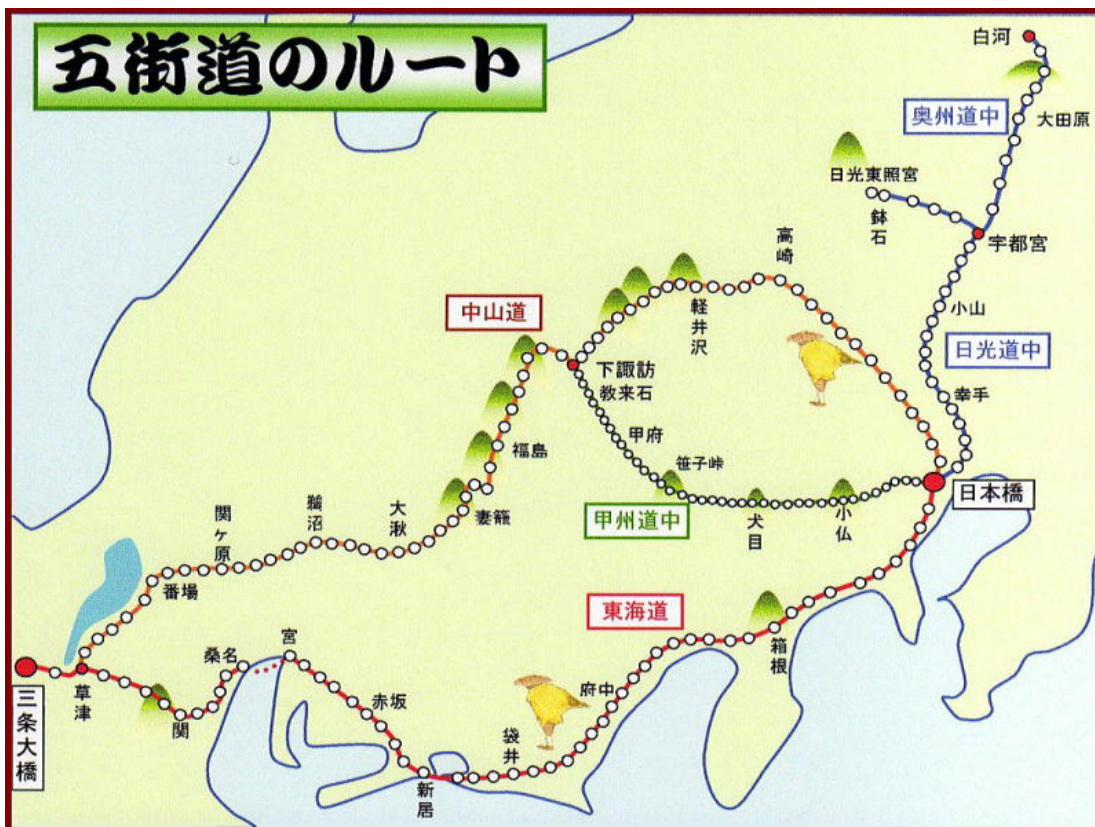 五街道のルート
白河
奥州道中
大田原
日光東照宮
鉢石
宇都宮
高崎
小山
中山道
軽井沢
日光道中
下諏訪
教来石
幸手
甲府
福島
笹子峠
日本橋
妻籠
大湫
鵜沼
関ヶ原
甲州道中
犬目
小仏
番場
東海道
箱根
宮
桑名
草津
三条大橋
関
赤坂
府中
袋井
新居